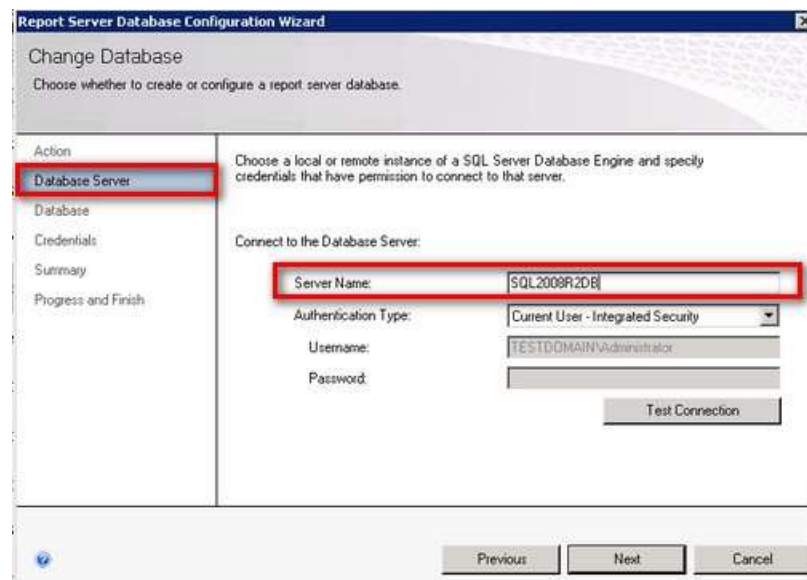 Report Server Database Configuration Wizard
Change Database
Choose whether to create or configure a report server database.
Action
Database Server
Database
Credentials
Summary
Progress and Finish
Choose a local or remote instance of a SQL Server Database Engine and specify
credentials that have permission to connect to that server.
Connect to the Database Server:
Server Name:
SQL2008R2DB
Authentication Type:
Current User - Integrated Security
Username:
TESTDOMAIN\Administrator
Password:
Test Connection
Previous
Next
Cancel